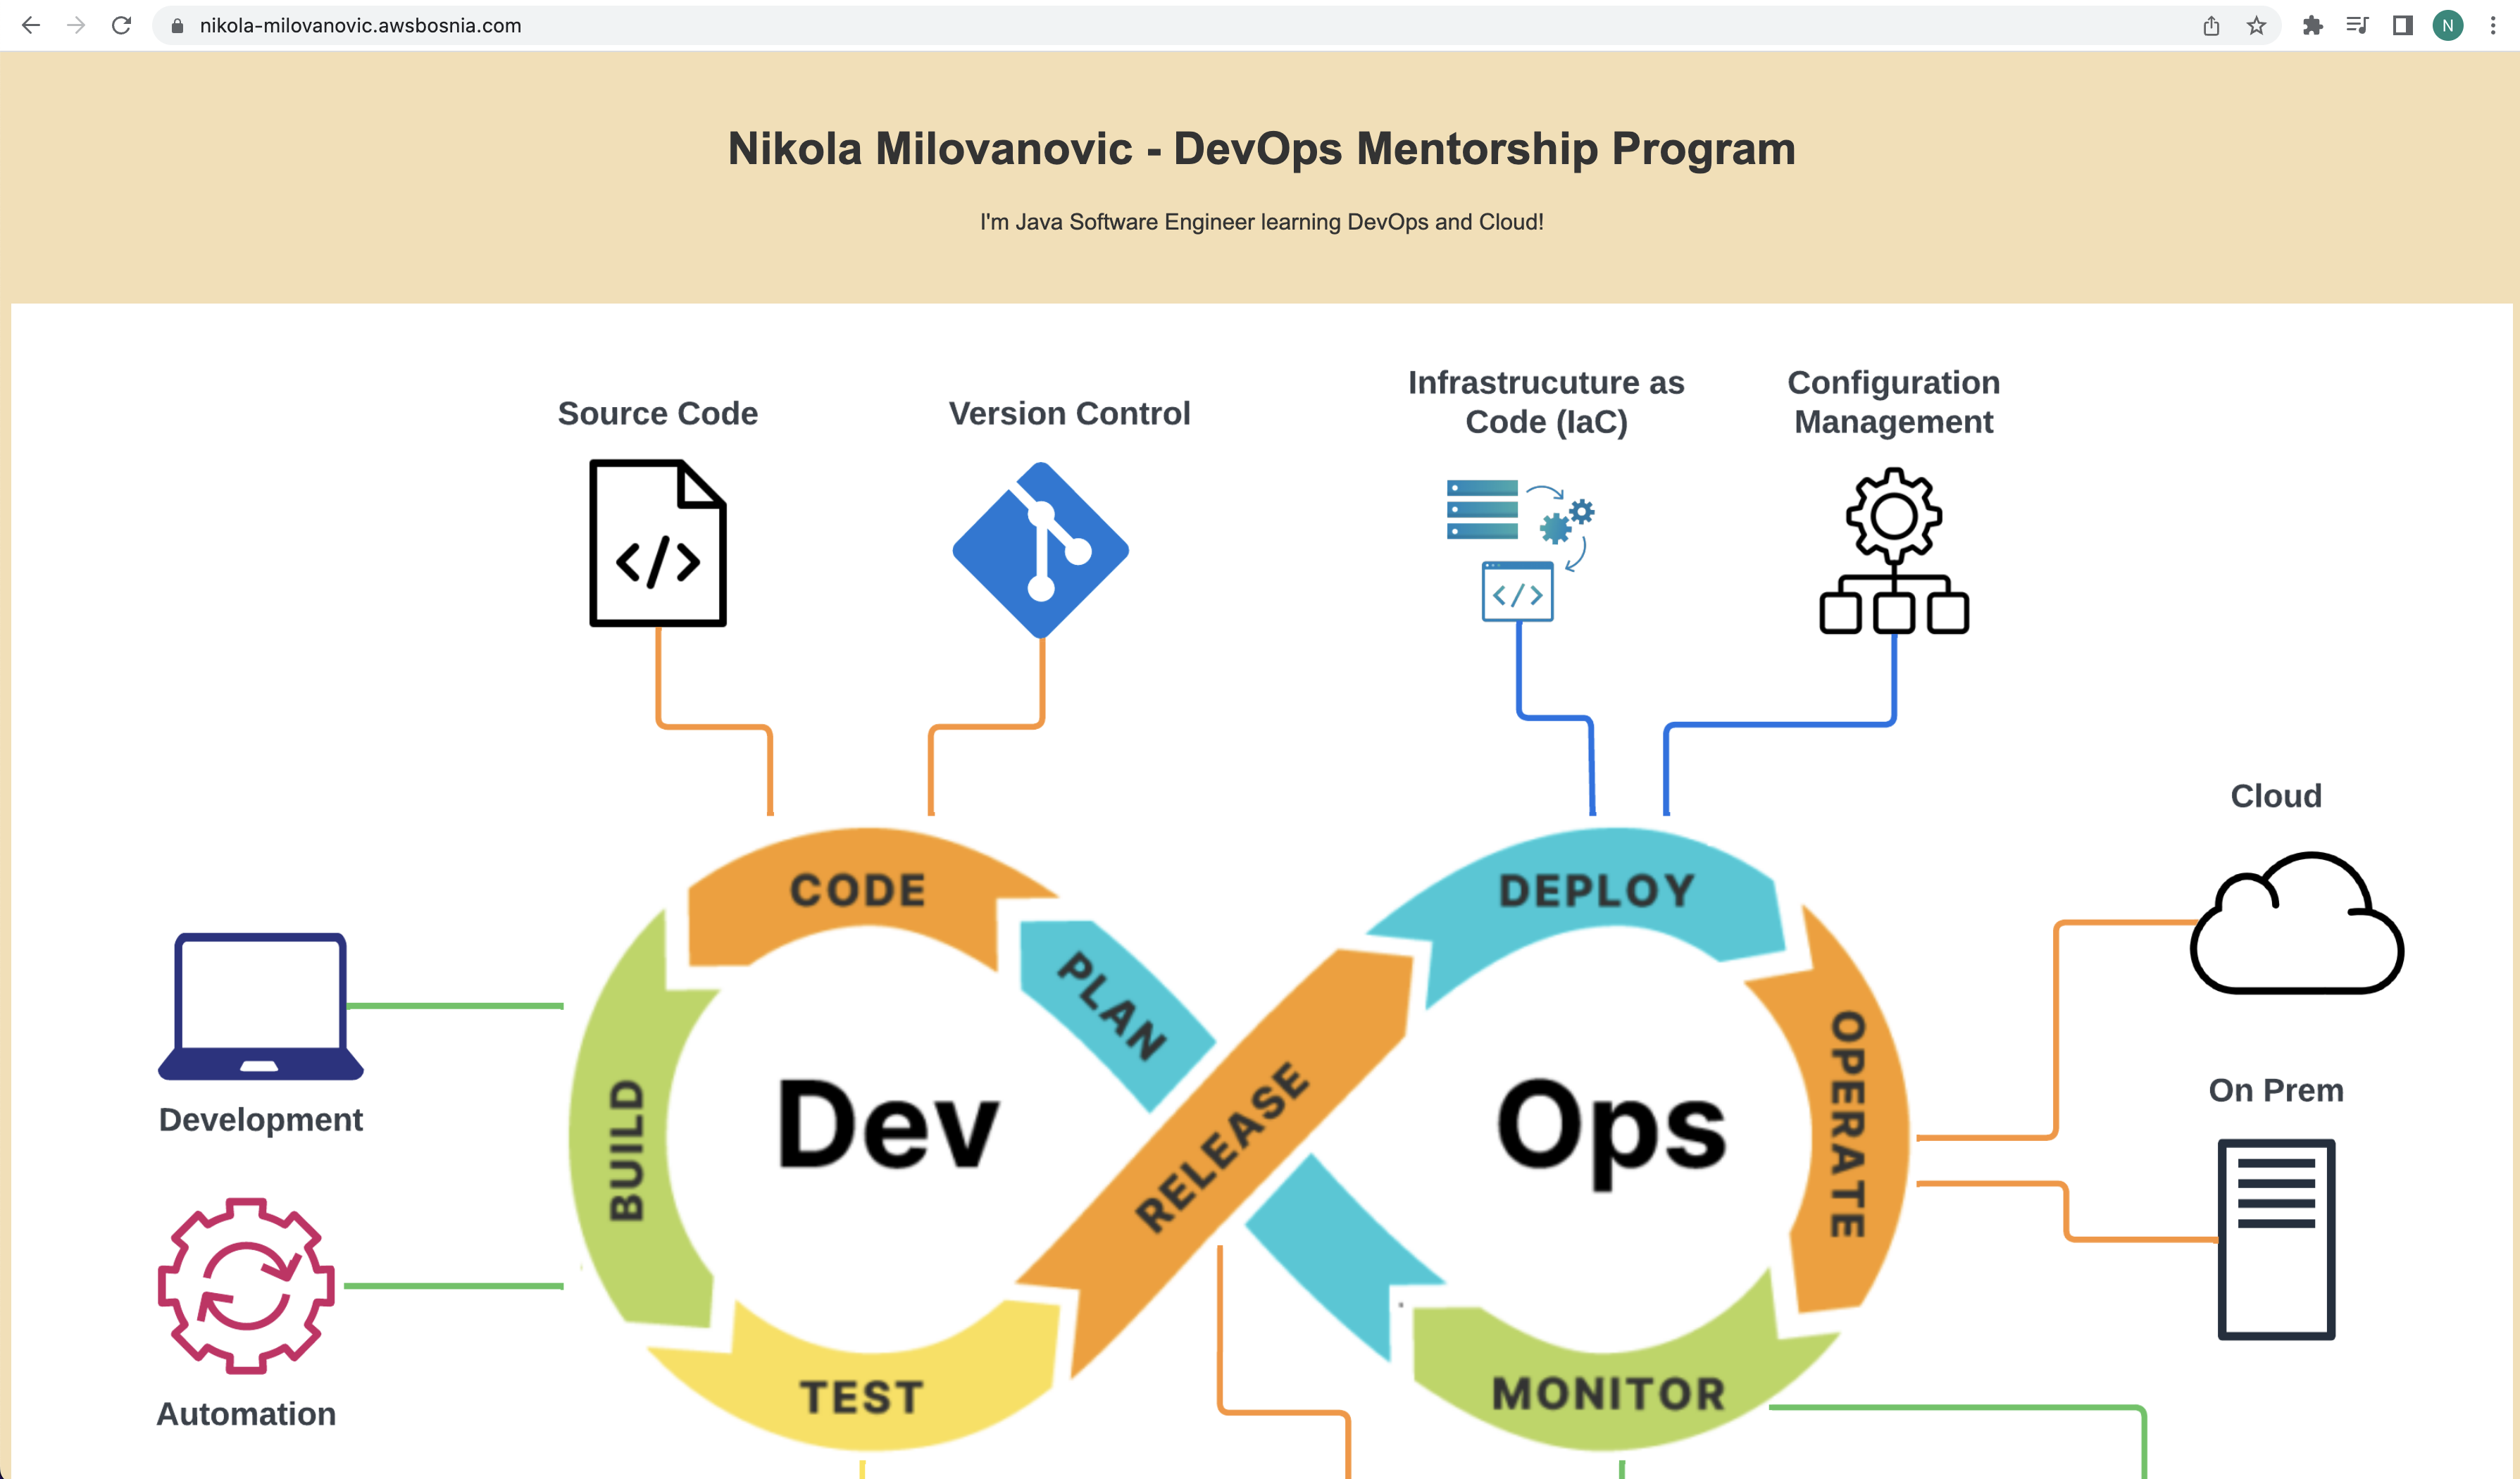 nikola-milovanovic.awsbosnia.com
N
Nikola Milovanovic - DevOps Mentorship Program
I'm Java Software Engineer learning DevOps and Cloud!
Source Code
Version Control
Infrastrucuture as
Code (IaC)
Configuration
Management
</>
</>
Cloud
CODE
PLAN
DEPLOY
OPERATE
Development
BUILD
Dev
RELEASE
Ops
On Prem
Automation
TEST
MONITOR